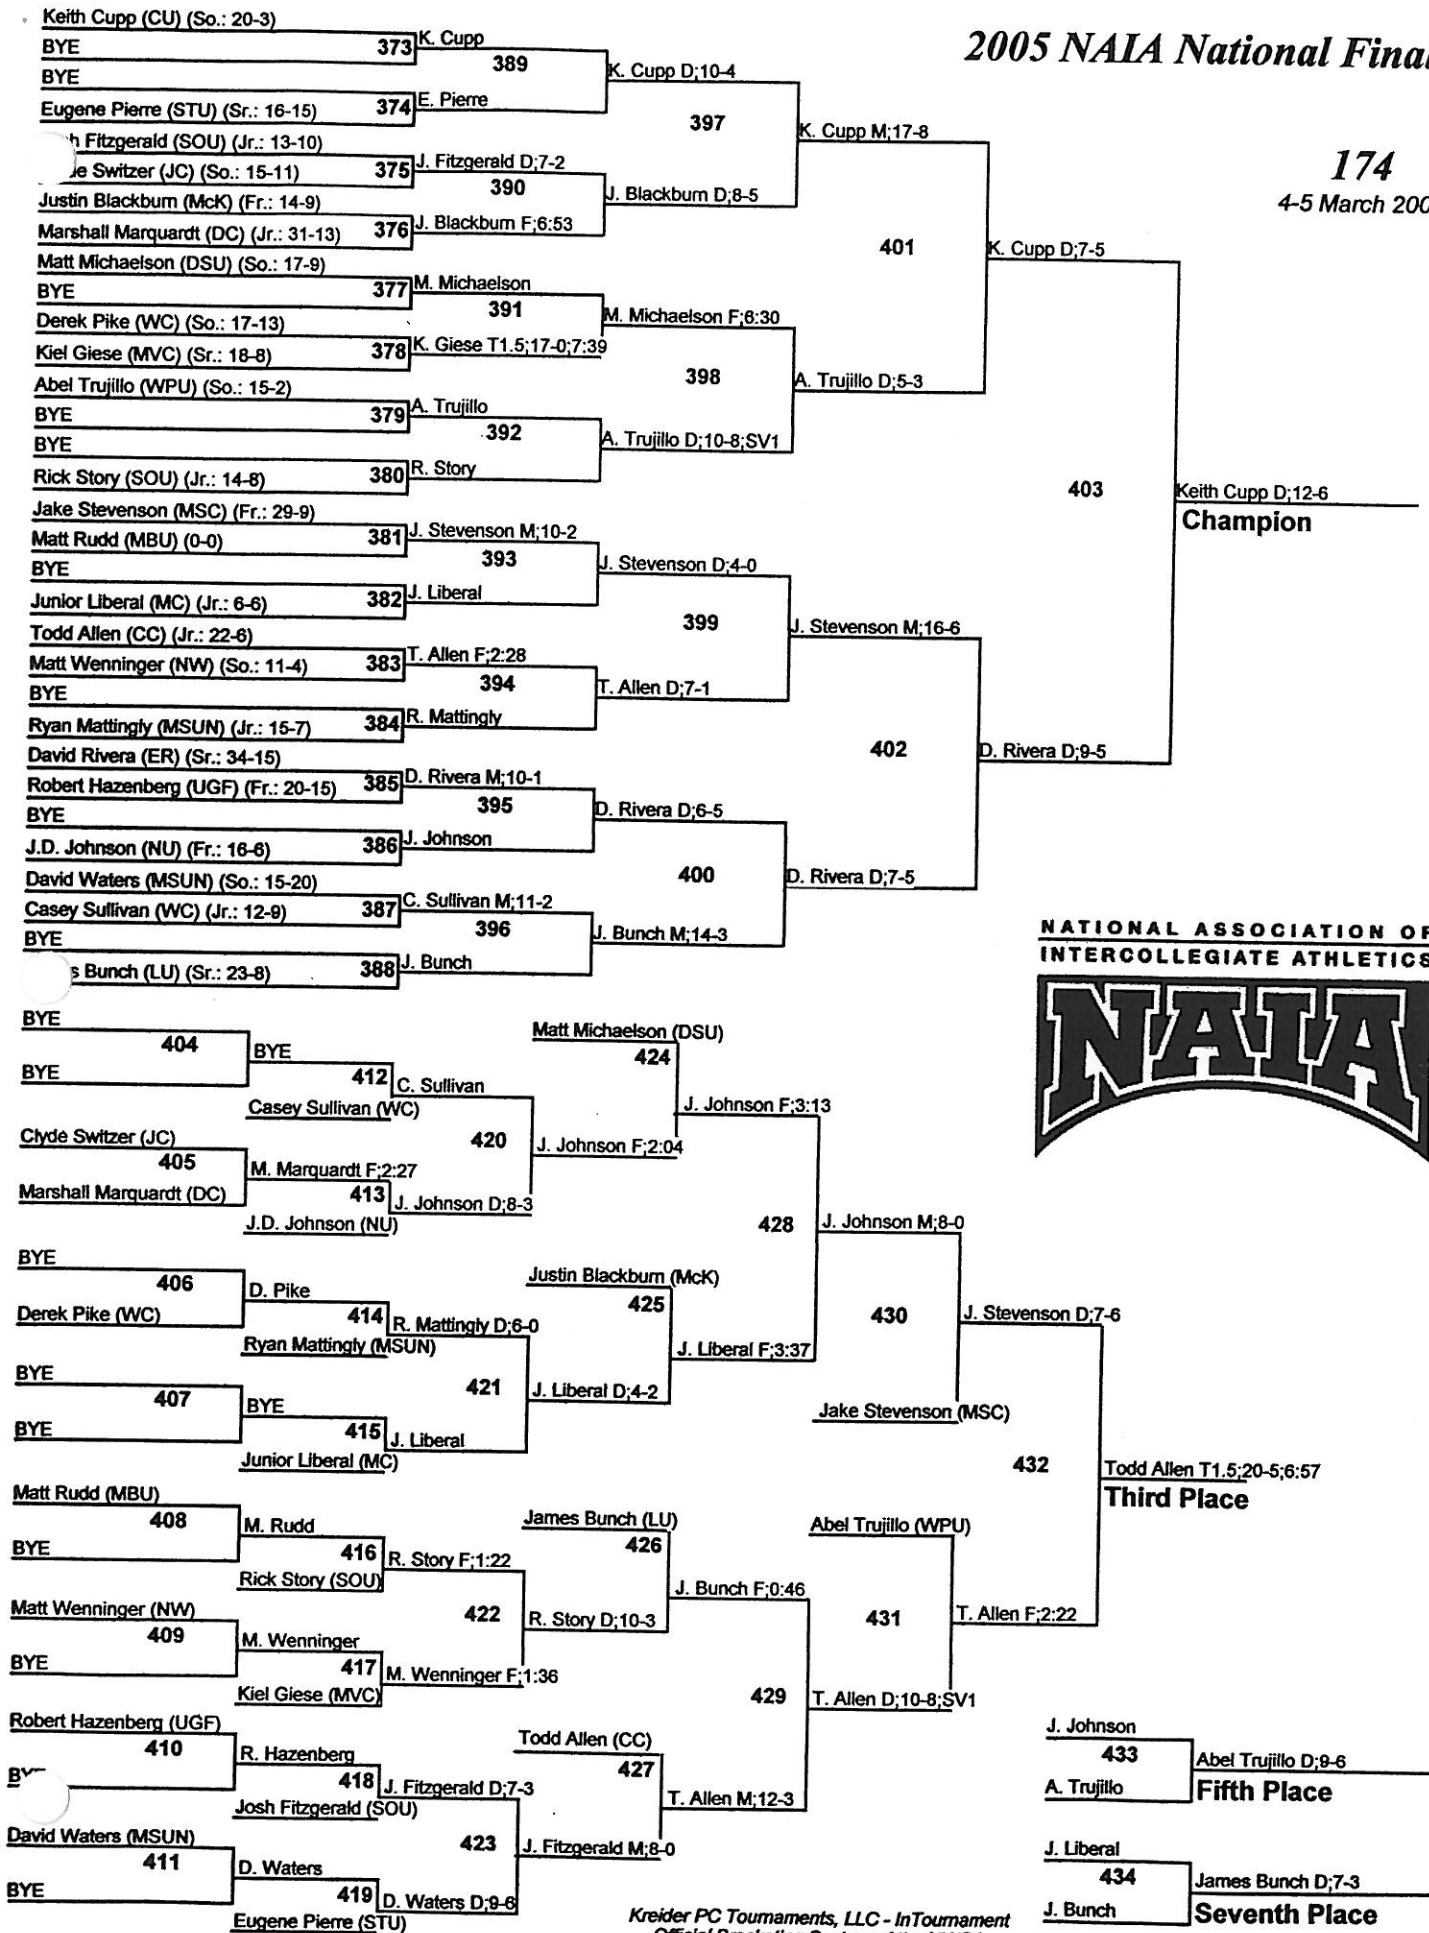 2005 NAIA National Final
174
4-5 March 200
Keith Cupp (CU) (So.: 20-3)
BYE
373
BYE
Eugene Pierre (STU) (Sr.: 16-15)
374
Fitzgerald (SOU) (Jr.: 13-10)
Switzer (JC) (So.: 15-11)
375
Justin Blackburn (McK) (Fr.: 14-9)
Marshall Marquardt (DC) (Jr.: 31-13)
376
Matt Michaelson (DSU) (So.: 17-9)
BYE
377
Derek Pike (WC) (So.: 17-13)
Kiel Giese (MVC) (Sr.: 18-8)
378
Abel Trujillo (WPU) (So.: 15-2)
BYE
379
BYE
Rick Story (SOU) (Jr.: 14-8)
380
Jake Stevenson (MSC) (Fr.: 29-9)
Matt Rudd (MBU) (0-0)
381
BYE
Junior Liberal (MC) (Jr.: 6-6)
382
Todd Allen (CC) (Jr.: 22-6)
Matt Wenninger (NW) (So.: 11-4)
383
BYE
Ryan Mattingly (MSUN) (Jr.: 15-7)
384
David Rivera (ER) (Sr.: 34-15)
Robert Hazenberg (UGF) (Fr.: 20-15)
385
BYE
J.D. Johnson (NU) (Fr.: 16-6)
386
David Waters (MSUN) (So.: 15-20)
Casey Sullivan (WC) (Jr.: 12-9)
387
BYE
s Bunch (LU) (Sr.: 23-8)
388
K. Cupp
389
E. Pierre
J. Fitzgerald D;7-2
390
J. Blackburn F;6:53
M. Michaelson
391
K. Giese T1.5;17-0;7:39
A. Trujillo
392
R. Story
J. Stevenson M;10-2
393
J. Liberal
T. Allen F;2:28
394
R. Mattingly
D. Rivera M;10-1
395
J. Johnson
C. Sullivan M;11-2
396
J. Bunch
K. Cupp D;10-4
397
J. Blackburn D;8-5
M. Michaelson F;6:30
398
A. Trujillo D;10-8;SV1
J. Stevenson D;4-0
399
T. Allen D;7-1
D. Rivera D;6-5
400
J. Bunch M;14-3
K. Cupp M;17-8
401
A. Trujillo D;5-3
J. Stevenson M;16-6
402
D. Rivera D;7-5
K. Cupp D;7-5
403
D. Rivera D;9-5
Keith Cupp D;12-6
Champion
NATIONAL ASSOCIATION OF
INTERCOLLEGIATE ATHLETICS
NAIA
BYE
404
BYE
Clyde Switzer (JC)
405
Marshall Marquardt (DC)
BYE
406
Derek Pike (WC)
BYE
407
BYE
Matt Rudd (MBU)
408
BYE
Matt Wenninger (NW)
409
BYE
Robert Hazenberg (UGF)
410
David Waters (MSUN)
411
BYE
BYE
412
Casey Sullivan (WC)
M. Marquardt F;2:27
413
J.D. Johnson (NU)
D. Pike
414
Ryan Mattingly (MSUN)
BYE
415
Junior Liberal (MC)
M. Rudd
416
Rick Story (SOU)
M. Wenninger
417
Kiel Giese (MVC)
R. Hazenberg
418
Josh Fitzgerald (SOU)
D. Waters
419
Eugene Pierre (STU)
C. Sullivan
420
J. Johnson D;8-3
R. Mattingly D;6-0
421
J. Liberal
R. Story F;1:22
422
M. Wenninger F;1:36
J. Fitzgerald D;7-3
423
D. Waters D;9-6
Matt Michaelson (DSU)
424
J. Johnson F;2:04
Justin Blackburn (McK)
425
J. Liberal D;4-2
James Bunch (LU)
426
R. Story D;10-3
Todd Allen (CC)
427
J. Fitzgerald M;8-0
J. Johnson F;3:13
428
J. Liberal F;3:37
J. Bunch F;0:46
429
T. Allen M;12-3
J. Johnson M;8-0
430
Jake Stevenson (MSC)
Abel Trujillo (WPU)
431
T. Allen D;10-8;SV1
J. Stevenson D;7-6
432
T. Allen F;2:22
Todd Allen T1.5;20-5;6:57
Third Place
J. Johnson
433
A. Trujillo
Abel Trujillo D;9-6
Fifth Place
J. Liberal
434
J. Bunch
James Bunch D;7-3
Seventh Place
Kreider PC Tournaments, LLC - InTournament